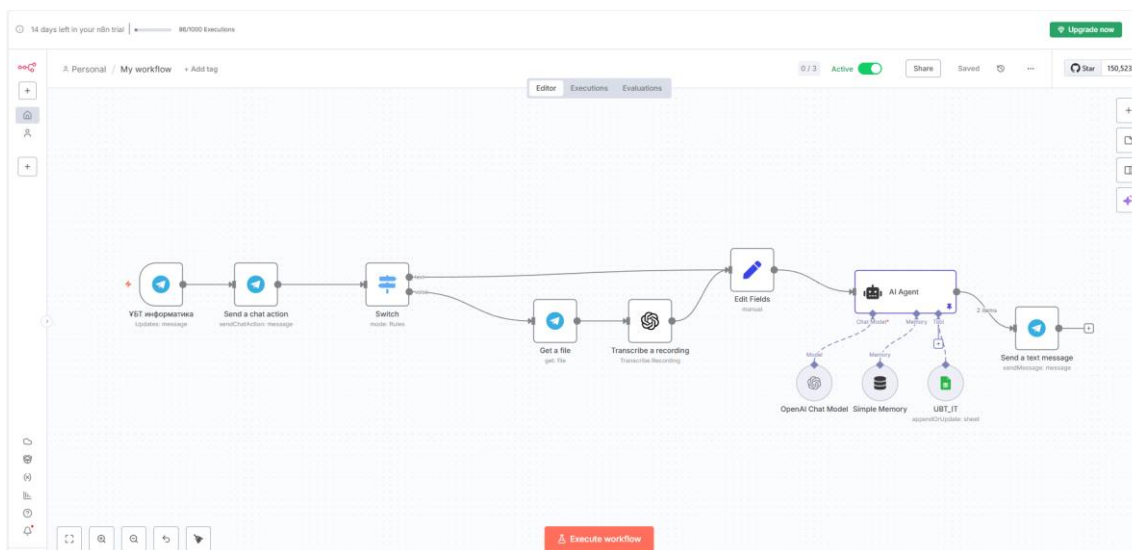 14 days left in your n8n trial
86/1000 Executions
Upgrade now
Personal / My workflow + Add tag
0 / 3 Active Share Saved ... Star 150,523
Editor Executions Evaluations
ҰБТ информатика
Updates: message
Send a chat action
sendChatAction: message
Switch
mode: Rules
Get a file
get: file
Transcribe a recording
Transcribe Recording
Edit Fields
manual
AI Agent
Chat Model* Memory Tool
2 items
Model
Memory
OpenAI Chat Model
Simple Memory
UBT_IT
appendOrUpdate: sheet
Send a text message
sendMessage: message
Execute workflow